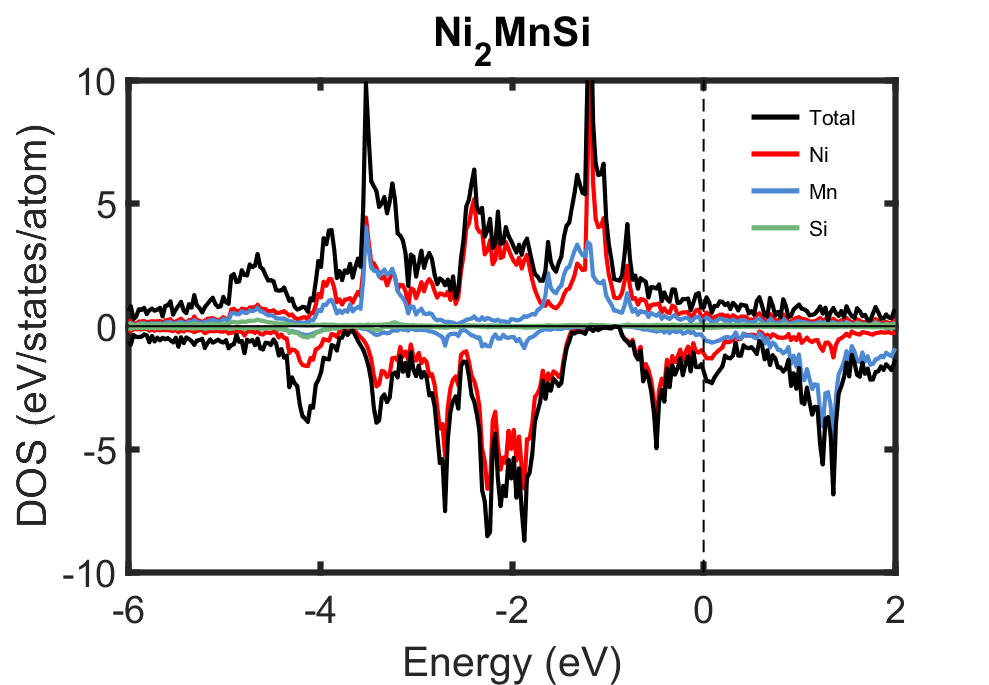 Ni2MnSi
10
5
0
-5
-10
DOS (eV/states/atom)
Total
Ni
Mn
Si
-6 -4 -2 0 2
Energy (eV)